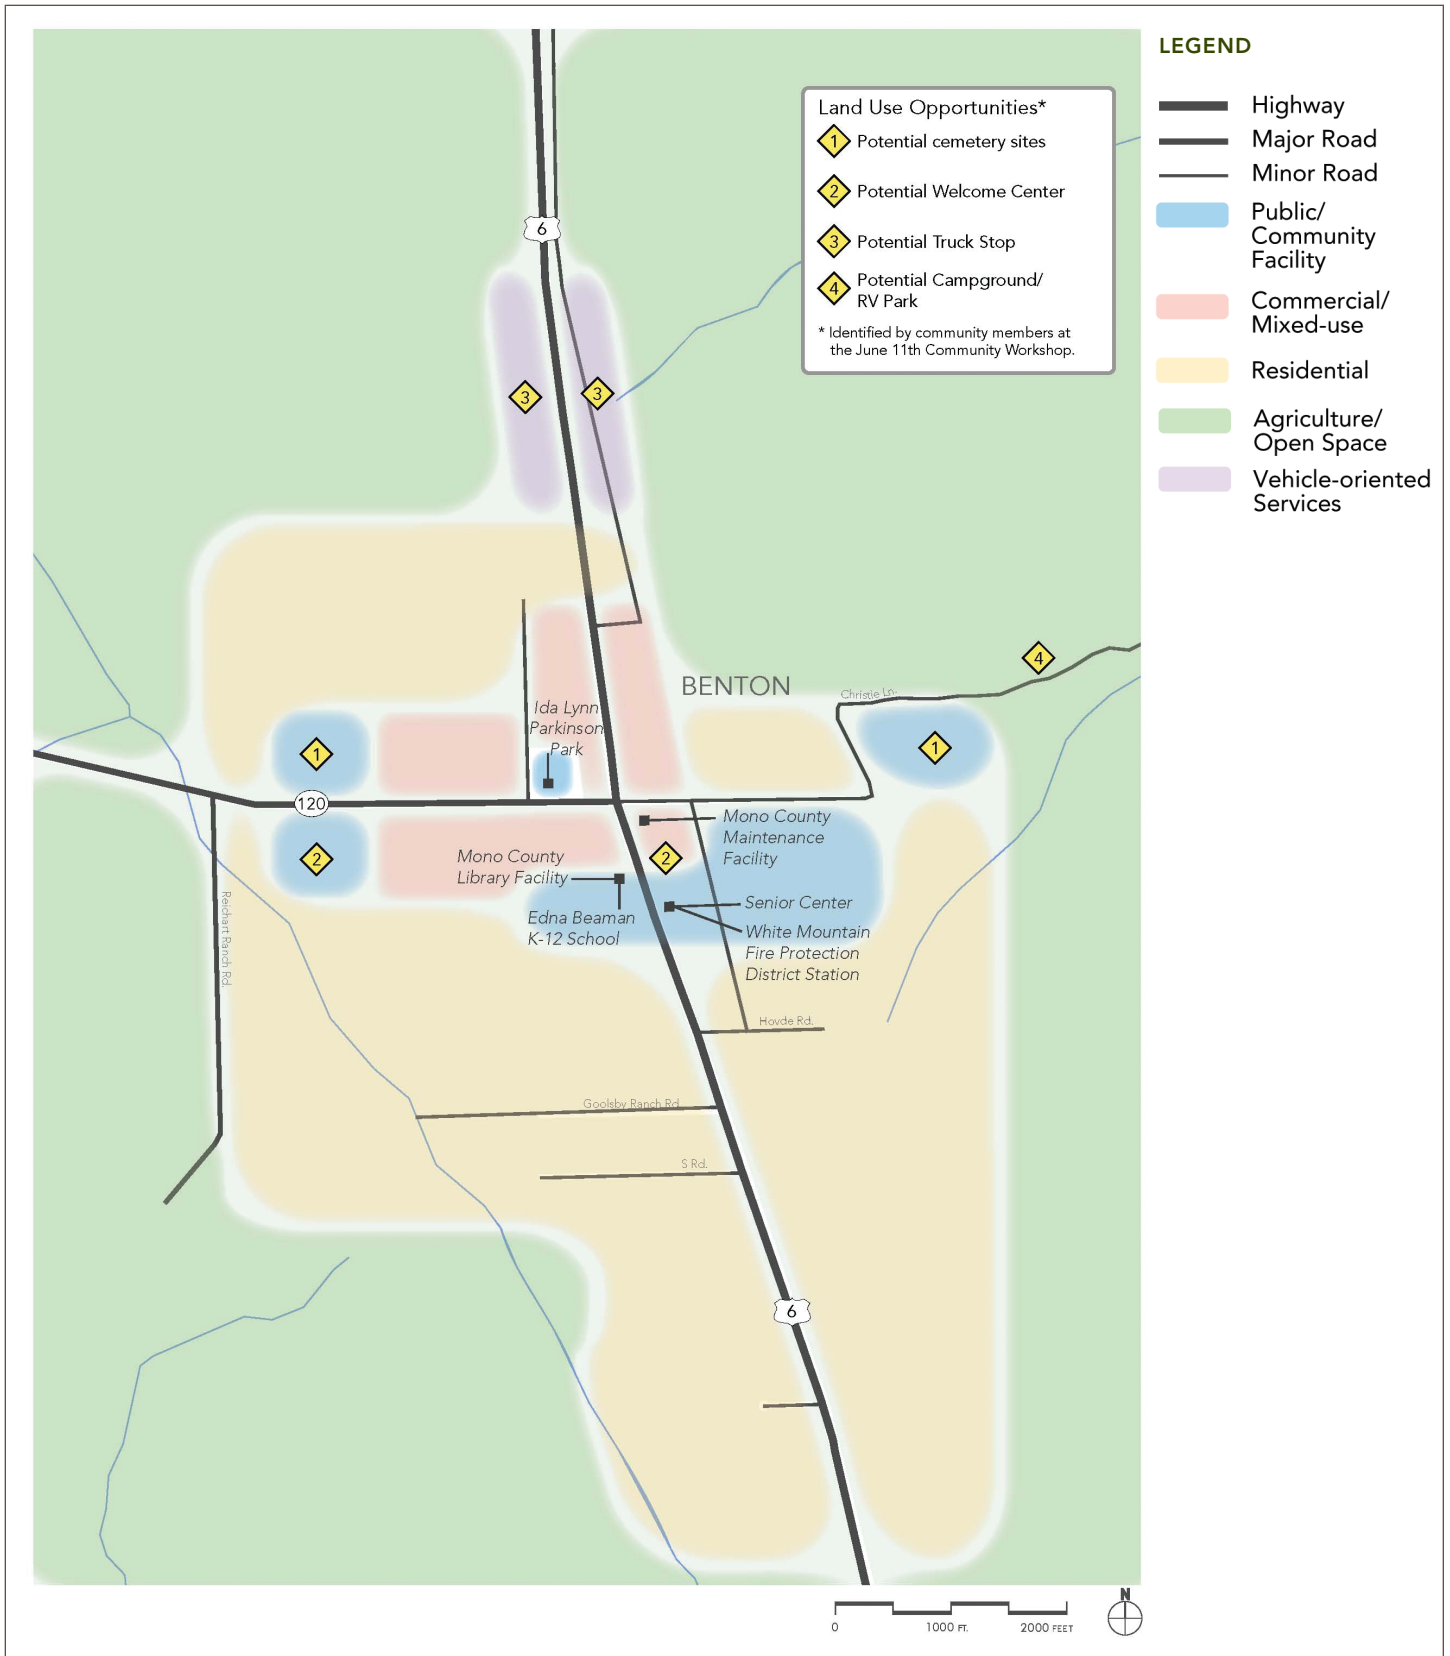 LEGEND
Highway
Major Road
Minor Road
Public/
Community
Facility
Commercial/
Mixed-use
Residential
Agriculture/
Open Space
Vehicle-oriented
Services
Land Use Opportunities*
1 Potential cemetery sites
2 Potential Welcome Center
3 Potential Truck Stop
4 Potential Campground/
RV Park
* Identified by community members at
the June 11th Community Workshop.
6
3
3
4
BENTON
Christie Ln.
Ida Lynn
Parkinson
Park
1
1
120
Mono County
Maintenance
Facility
2
2
Mono County
Library Facility
Edna Beaman
K-12 School
Senior Center
White Mountain
Fire Protection
District Station
Reichart Ranch Rd.
Hovde Rd.
Goolsby Ranch Rd.
S Rd.
6
N
0 1000 FT. 2000 FEET